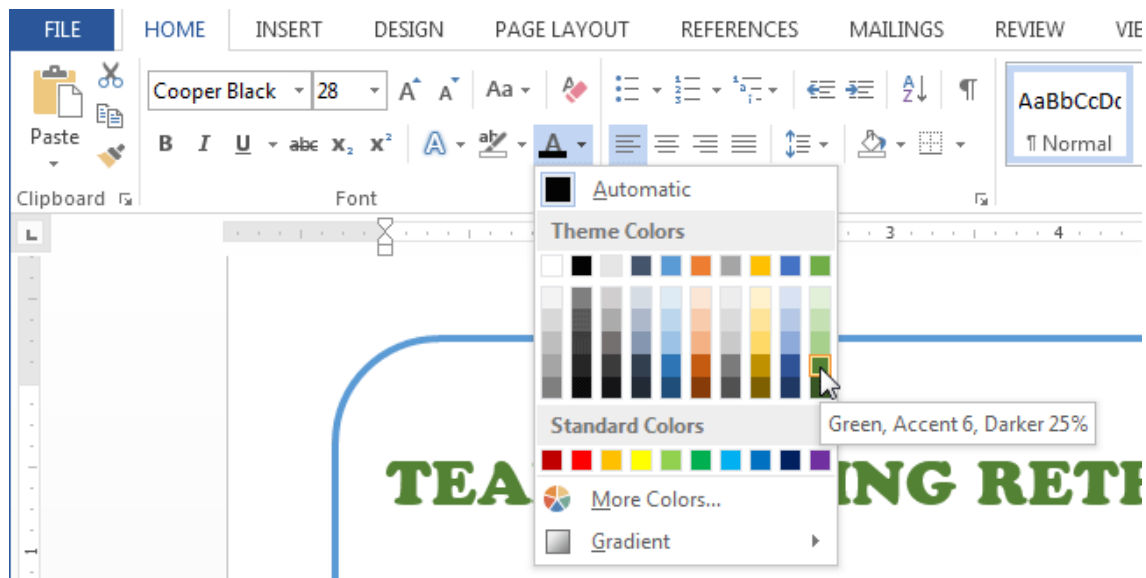 FILE HOME INSERT DESIGN PAGE LAYOUT REFERENCES MAILINGS REVIEW VIE
Cooper Black 28 Aa AaBbCcDc
Paste B I U abc x₂ x² A ab A ¶ Normal
Clipboard Font
Automatic
L 3 4
Theme Colors
Green, Accent 6, Darker 25%
Standard Colors
TEA ING RETR
More Colors...
Gradient
1